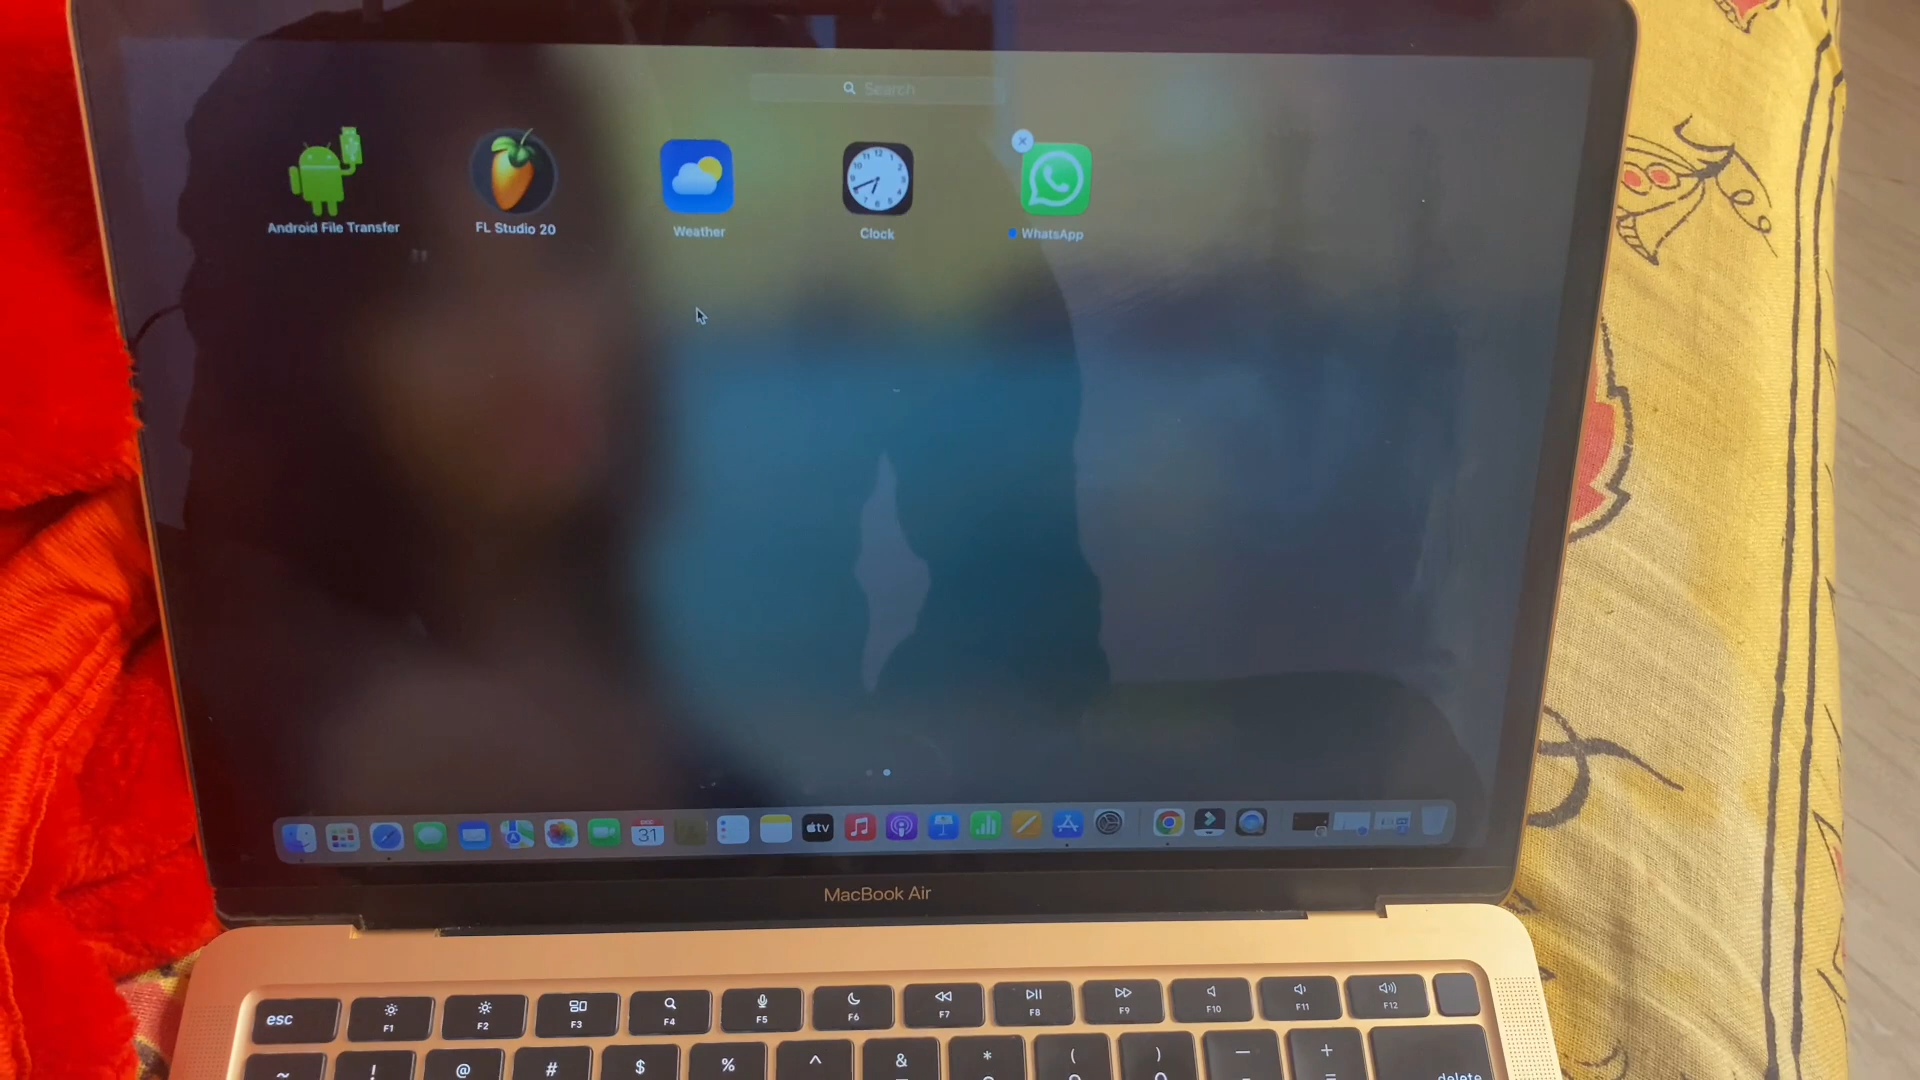 Search
Android File Transfer
FL Studio 20
Weather
Clock
WhatsApp
31
tv
MacBook Air
esc
F1
F2
F3
F4
F5
F6
F7
F8
F9
F10
F11
F12
~ ! @ # $ % ^ & * ( ) — +
delete